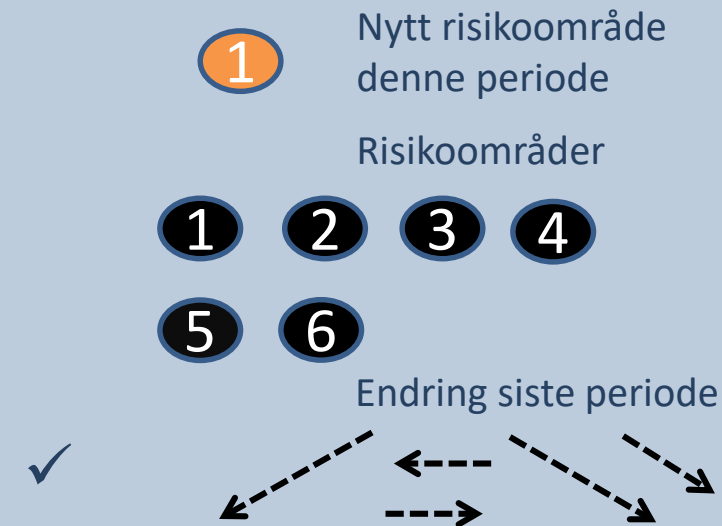 1
Nytt risikoområde
denne periode
Risikoområder
1 2 3 4
5 6
Endring siste periode